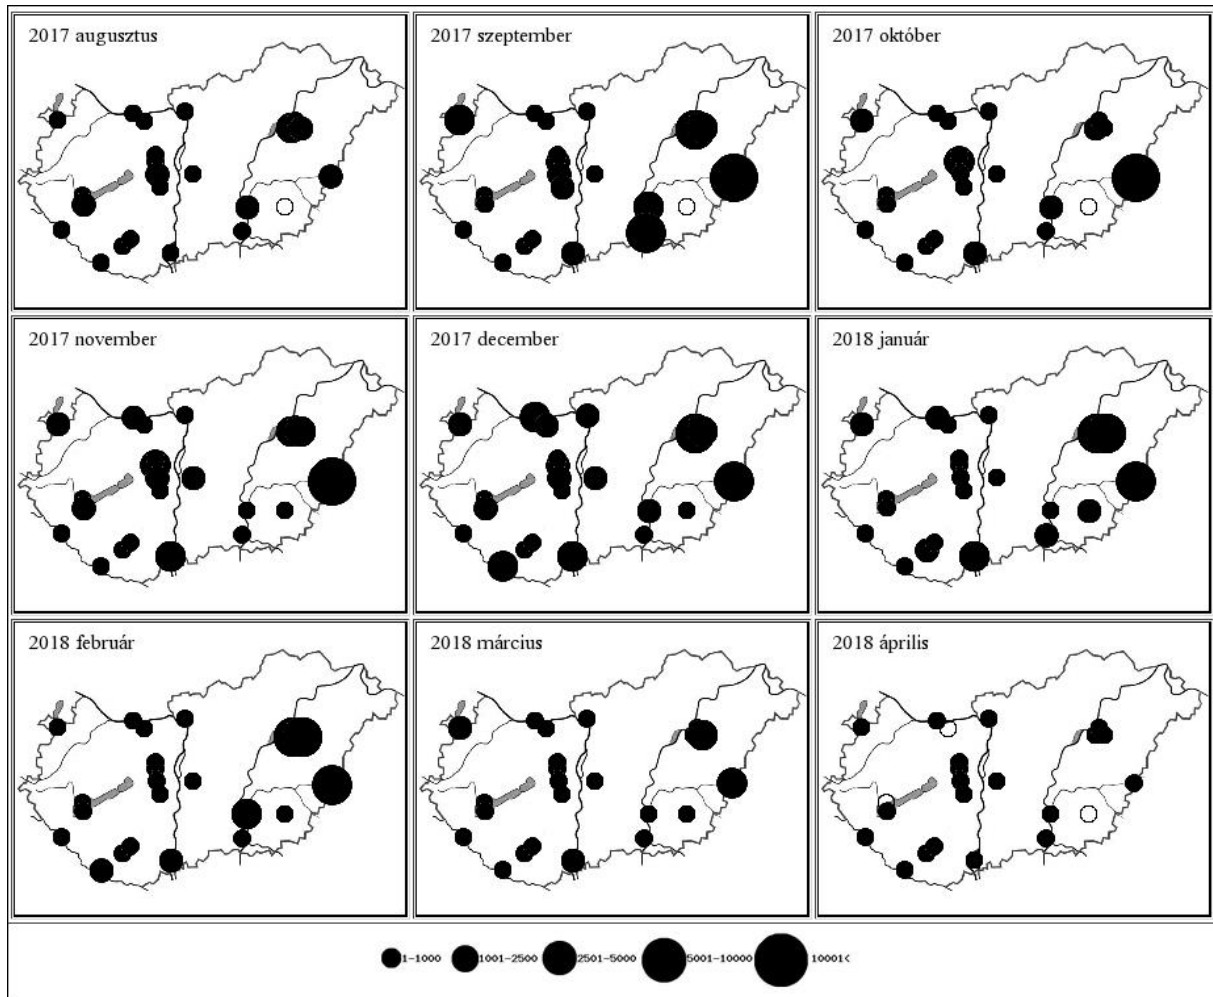 2017 augusztus
2017 szeptember
2017 október
2017 november
2017 december
2018 január
2018 február
2018 március
2018 április
1-1000
1001-2500
2501-5000
5001-10000
10001<